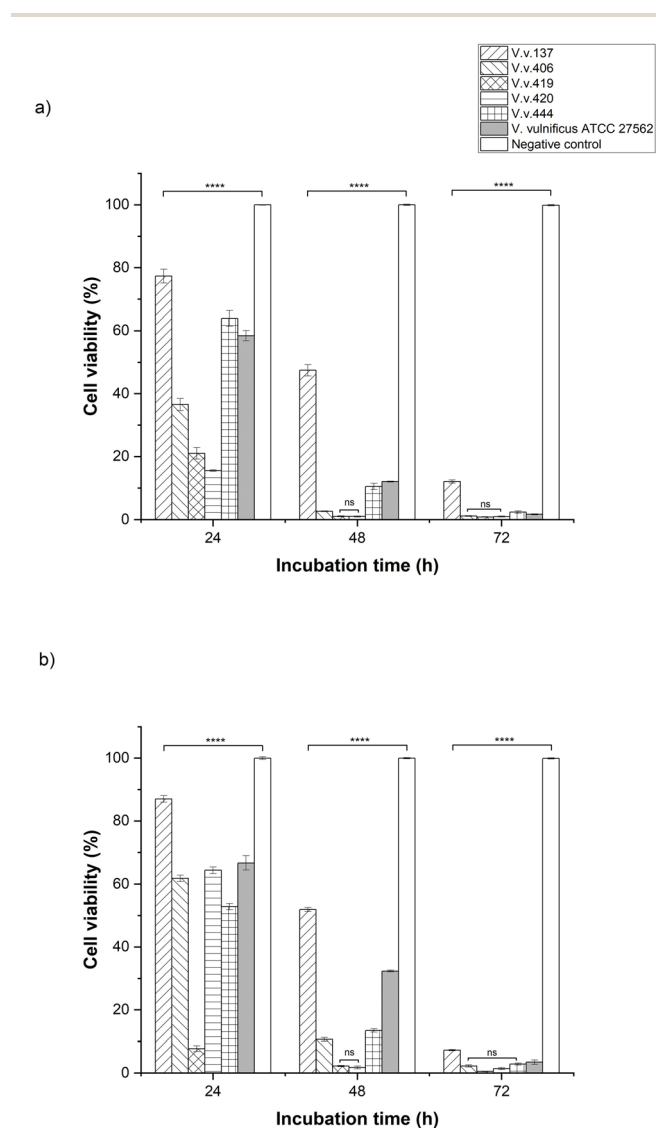 V.v.137
V.v.406
V.v.419
V.v.420
V.v.444
V. vulnificus ATCC 27562
Negative control
a)
**** **** ****
100
80
60
40
20
0
ns ns
24 48 72
Cell viability (%)
Incubation time (h)
b)
**** **** ****
100
80
60
40
20
0
ns ns
24 48 72
Cell viability (%)
Incubation time (h)